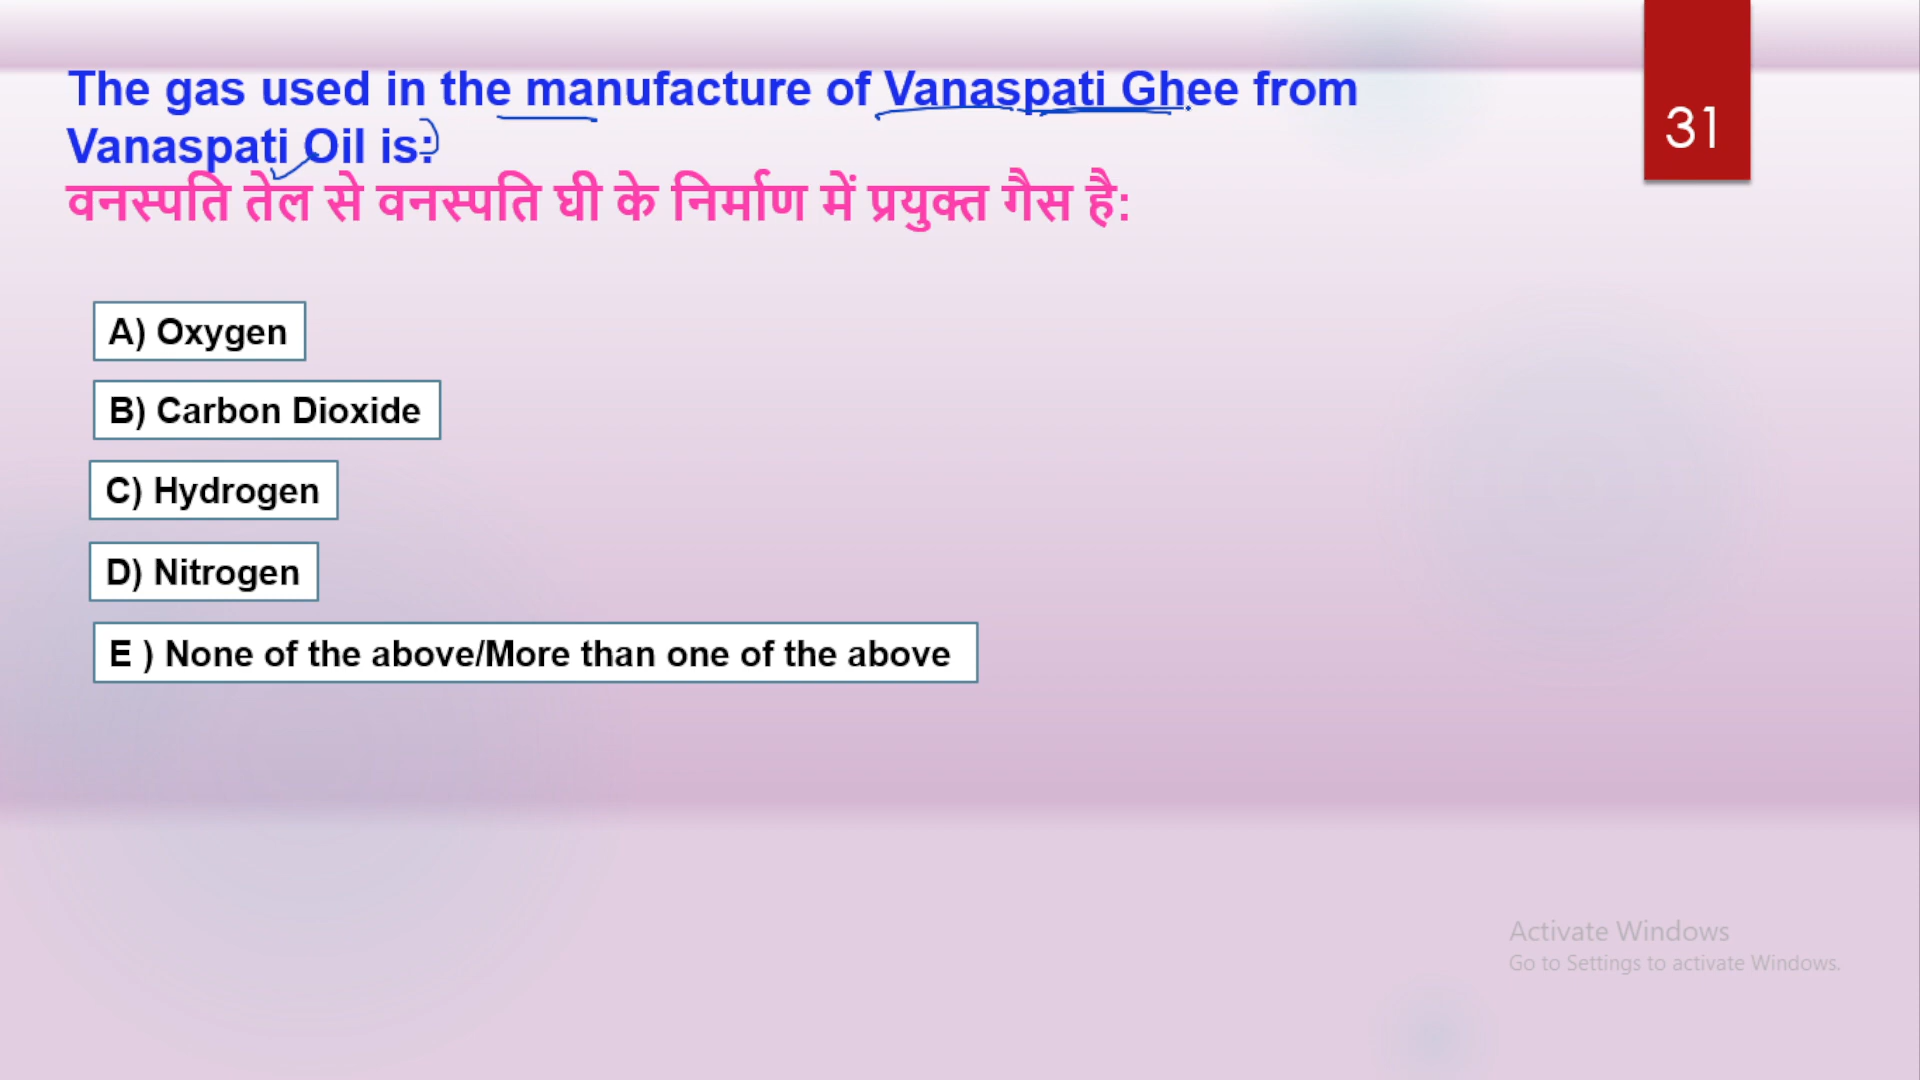 The gas used in the manufacture of Vanaspati Ghee from
Vanaspati Oil is:
वनस्पति तेल से वनस्पति घी के निर्माण में प्रयुक्त गैस है:
31
A) Oxygen
B) Carbon Dioxide
C) Hydrogen
D) Nitrogen
E ) None of the above/More than one of the above
Activate Windows
Go to Settings to activate Windows.